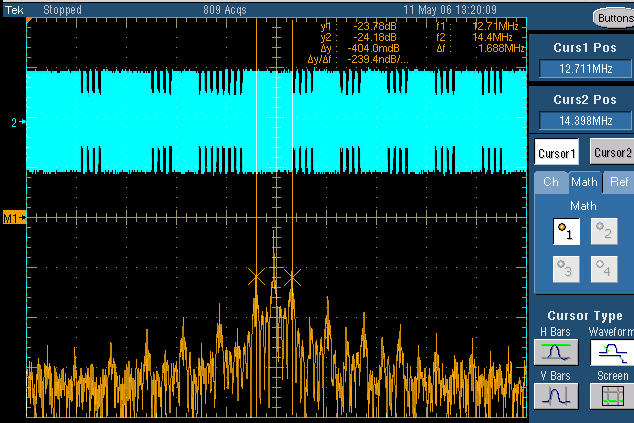 Tek Stopped 809 Acqs 11 May 06 13:20:09 Buttons
y1 : -23.78dB f1 : 12.71MHz
y2 : -24.18dB f2 : 14.4MHz
Δy : -404.0mdB Δf : 1.688MHz
Δy/Δf : -239.4ndB/...
2
M1
Curs1 Pos
12.711MHz
Curs2 Pos
14.398MHz
Cursor1 Cursor2
Ch Math Ref
Math
1 2
3 4
Cursor Type
H Bars Waveform
V Bars Screen